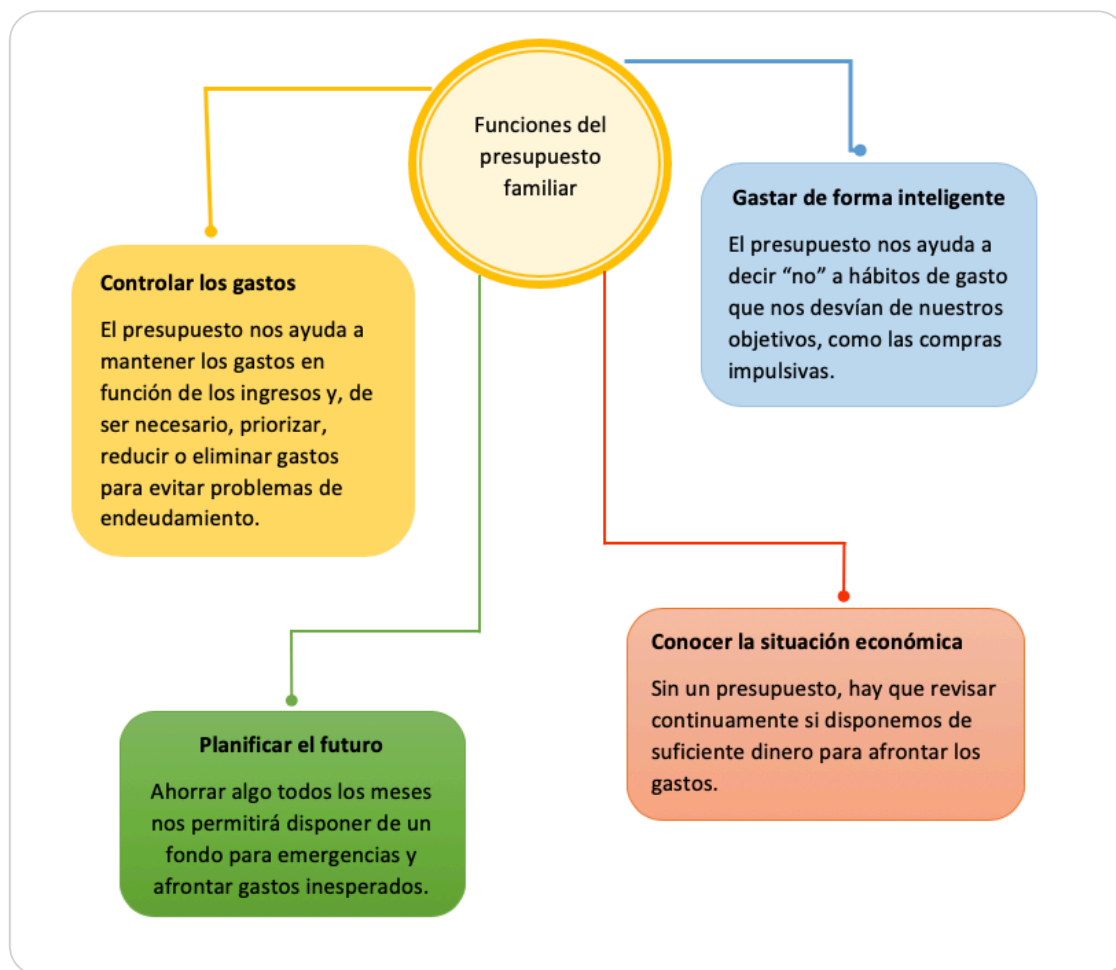 Funciones del
presupuesto
familiar
Controlar los gastos
El presupuesto nos ayuda a
mantener los gastos en
función de los ingresos y, de
ser necesario, priorizar,
reducir o eliminar gastos
para evitar problemas de
endeudamiento.
Gastar de forma inteligente
El presupuesto nos ayuda a
decir “no” a hábitos de gasto
que nos desvían de nuestros
objetivos, como las compras
impulsivas.
Planificar el futuro
Ahorrar algo todos los meses
nos permitirá disponer de un
fondo para emergencias y
afrontar gastos inesperados.
Conocer la situación económica
Sin un presupuesto, hay que revisar
continuamente si disponemos de
suficiente dinero para afrontar los
gastos.